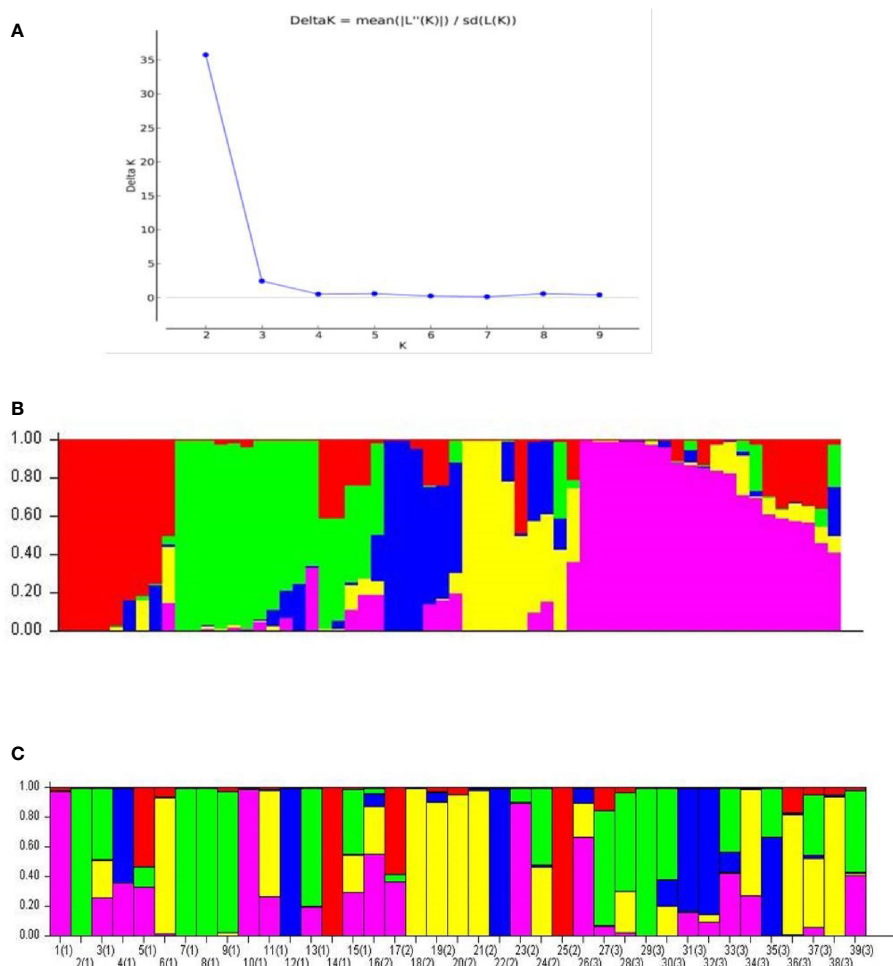 A
DeltaK = mean(|L''(K)|) / sd(L(K))
Delta K
35
30
25
20
15
10
5
0
2 3 4 5 6 7 8 9
K
B
1.00
0.80
0.60
0.40
0.20
0.00
C
1.00
0.80
0.60
0.40
0.20
0.00
1(1) 3(1) 5(1) 7(1) 9(1) 11(1) 13(1) 15(1) 17(2) 19(2) 21(2) 23(2) 25(2) 27(3) 29(3) 31(3) 33(3) 35(3) 37(3) 39(3)
2(1) 4(1) 6(1) 8(1) 10(1) 12(1) 14(1) 16(2) 18(2) 20(2) 22(2) 24(2) 26(3) 28(3) 30(3) 32(3) 34(3) 36(3) 38(3)